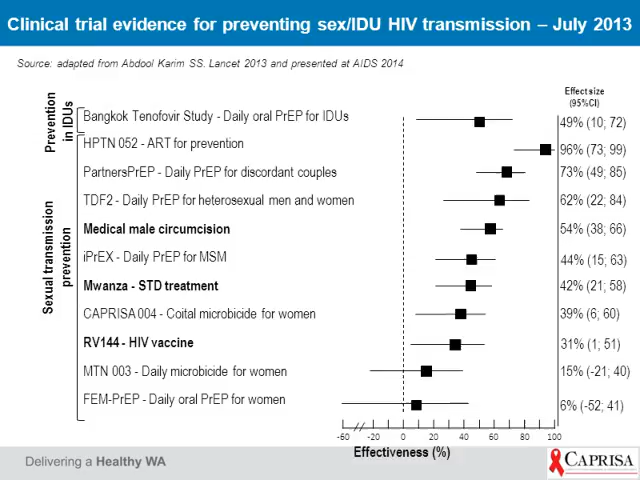 Clinical trial evidence for preventing sex/IDU HIV transmission – July 2013
Source: adapted from Abdool Karim SS. Lancet 2013 and presented at AIDS 2014
Effect size
(95%CI)
Prevention
in IDUs
Bangkok Tenofovir Study - Daily oral PrEP for IDUs 49% (10; 72)
Sexual transmission
prevention
HPTN 052 - ART for prevention 96% (73; 99)
PartnersPrEP - Daily PrEP for discordant couples 73% (49; 85)
TDF2 - Daily PrEP for heterosexual men and women 62% (22; 84)
Medical male circumcision 54% (38; 66)
iPrEX - Daily PrEP for MSM 44% (15; 63)
Mwanza - STD treatment 42% (21; 58)
CAPRISA 004 - Coital microbicide for women 39% (6; 60)
RV144 - HIV vaccine 31% (1; 51)
MTN 003 - Daily microbicide for women 15% (-21; 40)
FEM-PrEP - Daily oral PrEP for women 6% (-52; 41)
-60 -20 0 20 40 60 80 100
Effectiveness (%)
Delivering a Healthy WA
CAPRISA